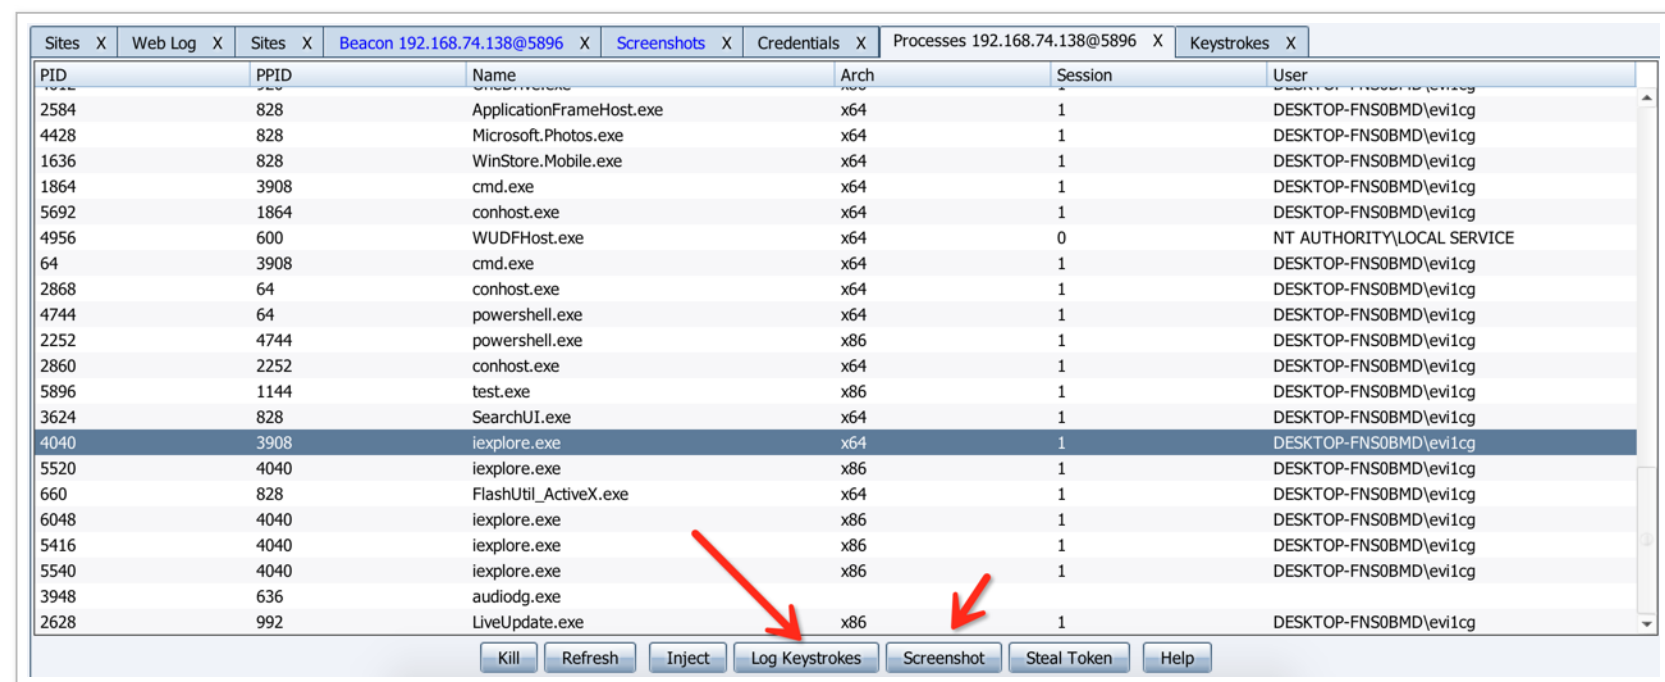 Sites X Web Log X Sites X Beacon 192.168.74.138@5896 X Screenshots X Credentials X Processes 192.168.74.138@5896 X Keystrokes X
PID PPID Name Arch Session User
2584 828 ApplicationFrameHost.exe x64 1 DESKTOP-FNS0BMD\evi1cg
4428 828 Microsoft.Photos.exe x64 1 DESKTOP-FNS0BMD\evi1cg
1636 828 WinStore.Mobile.exe x64 1 DESKTOP-FNS0BMD\evi1cg
1864 3908 cmd.exe x64 1 DESKTOP-FNS0BMD\evi1cg
5692 1864 conhost.exe x64 1 DESKTOP-FNS0BMD\evi1cg
4956 600 WUDFHost.exe x64 0 NT AUTHORITY\LOCAL SERVICE
64 3908 cmd.exe x64 1 DESKTOP-FNS0BMD\evi1cg
2868 64 conhost.exe x64 1 DESKTOP-FNS0BMD\evi1cg
4744 64 powershell.exe x64 1 DESKTOP-FNS0BMD\evi1cg
2252 4744 powershell.exe x86 1 DESKTOP-FNS0BMD\evi1cg
2860 2252 conhost.exe x64 1 DESKTOP-FNS0BMD\evi1cg
5896 1144 test.exe x86 1 DESKTOP-FNS0BMD\evi1cg
3624 828 SearchUI.exe x64 1 DESKTOP-FNS0BMD\evi1cg
4040 3908 iexplore.exe x64 1 DESKTOP-FNS0BMD\evi1cg
5520 4040 iexplore.exe x86 1 DESKTOP-FNS0BMD\evi1cg
660 828 FlashUtil_ActiveX.exe x64 1 DESKTOP-FNS0BMD\evi1cg
6048 4040 iexplore.exe x86 1 DESKTOP-FNS0BMD\evi1cg
5416 4040 iexplore.exe x86 1 DESKTOP-FNS0BMD\evi1cg
5540 4040 iexplore.exe x86 1 DESKTOP-FNS0BMD\evi1cg
3948 636 audiodg.exe
2628 992 LiveUpdate.exe x86 1 DESKTOP-FNS0BMD\evi1cg
Kill Refresh Inject Log Keystrokes Screenshot Steal Token Help